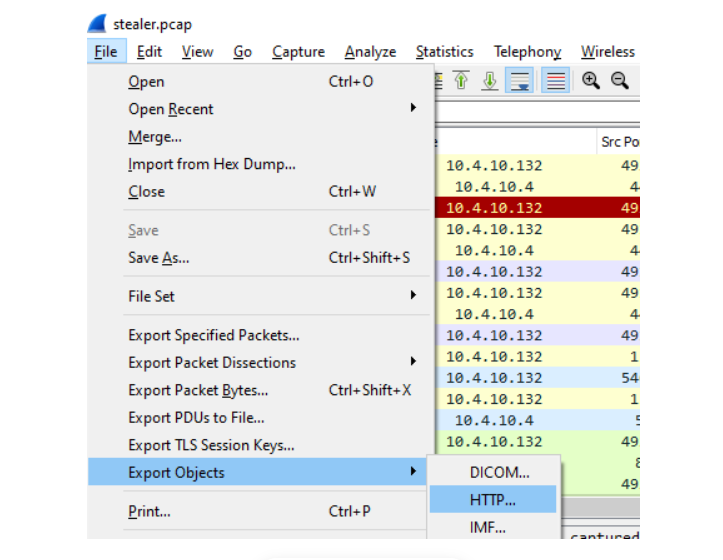 stealer.pcap
File Edit View Go Capture Analyze Statistics Telephony Wireless
Open Ctrl+O
Open Recent
Merge...
Import from Hex Dump...
Close Ctrl+W
Save Ctrl+S
Save As... Ctrl+Shift+S
File Set
Export Specified Packets...
Export Packet Dissections
Export Packet Bytes... Ctrl+Shift+X
Export PDUs to File...
Export TLS Session Keys...
Export Objects
Print... Ctrl+P
DICOM...
HTTP...
IMF...
Src Po
10.4.10.132 49
10.4.10.4 4
10.4.10.132 49
10.4.10.132 49
10.4.10.4 4
10.4.10.132 49
10.4.10.132 49
10.4.10.4 4
10.4.10.132 49
10.4.10.132 1
10.4.10.132 54
10.4.10.132 1
10.4.10.4 5
10.4.10.132 49
8
49
captured